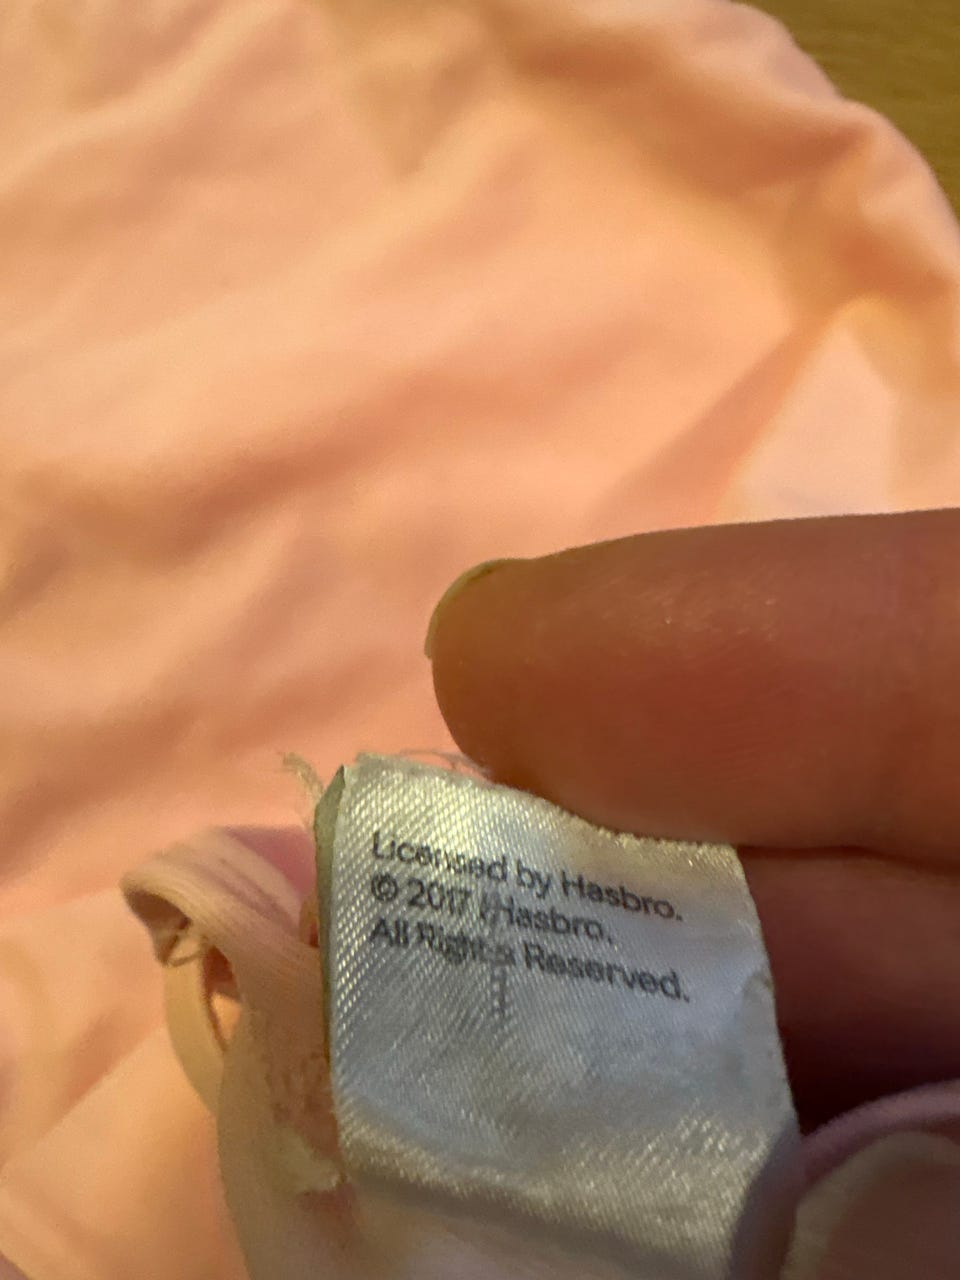 Licensed by Hasbro.
© 2017 Hasbro.
All Rights Reserved.